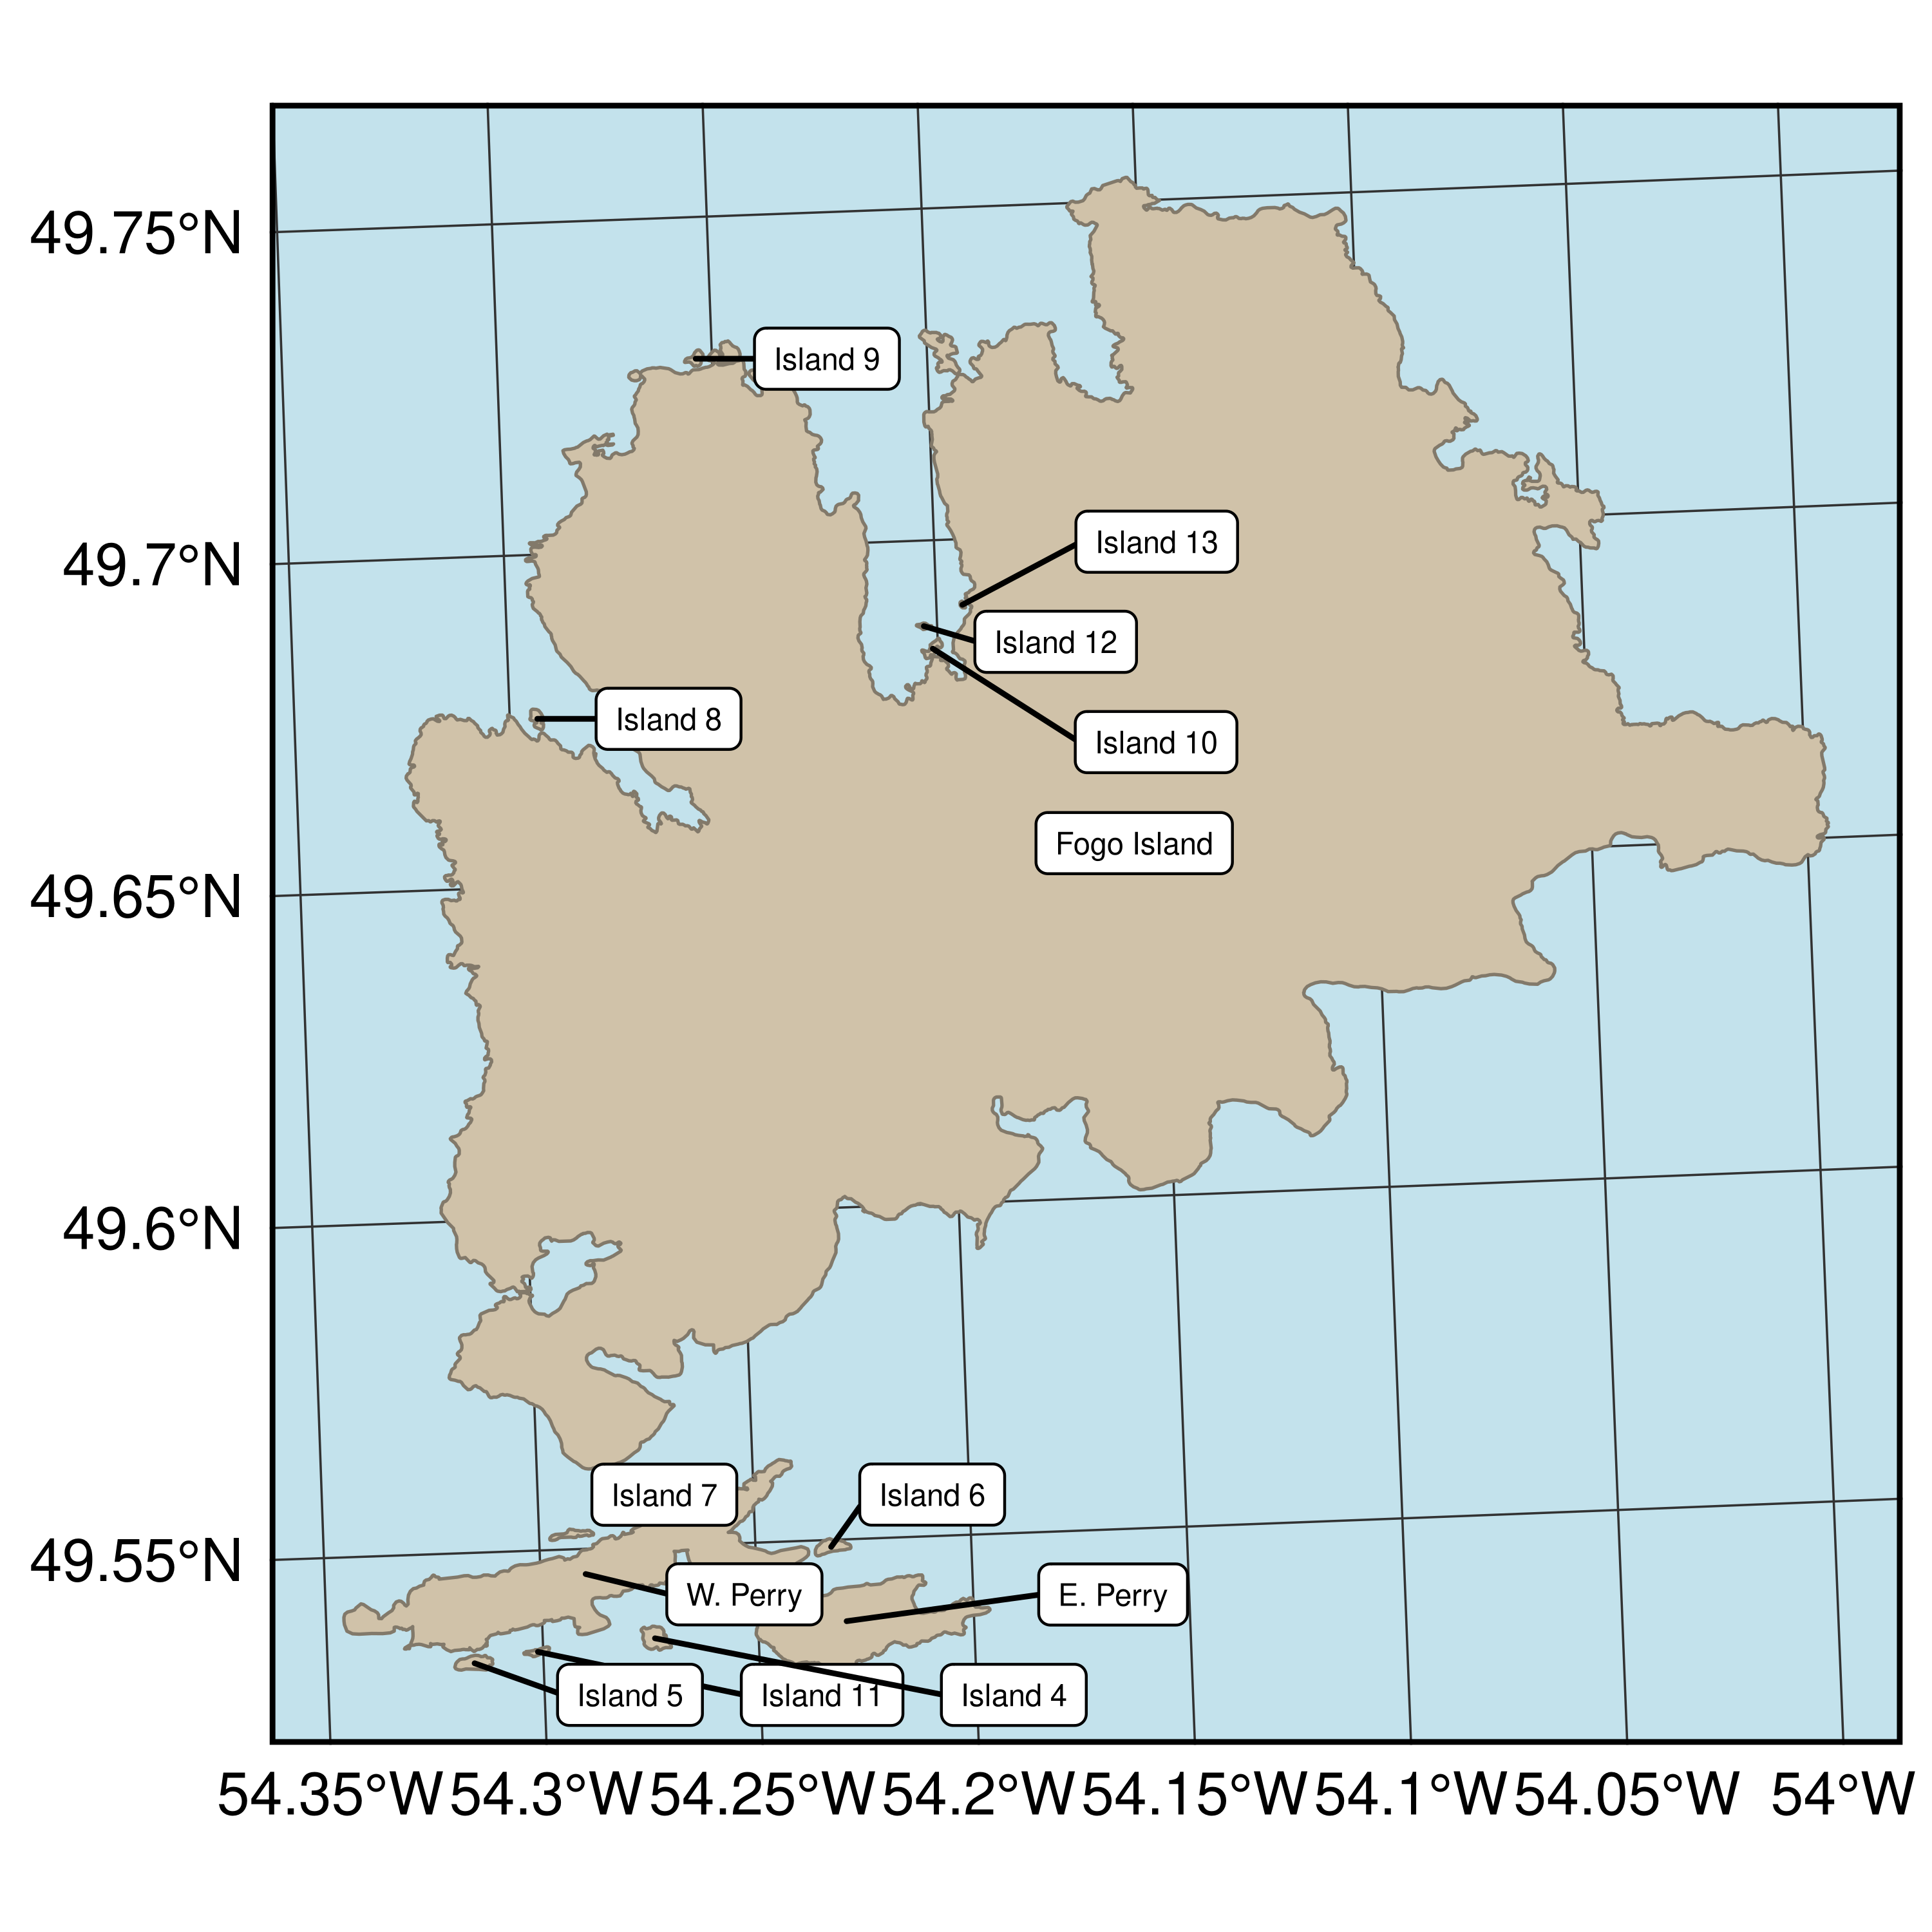 49.75°N
Island 9
Island 13
49.7°N
Island 12
Island 8
Island 10
Fogo Island
49.65°N
49.6°N
Island 7
Island 6
49.55°N
W. Perry
E. Perry
Island 5
Island 11
Island 4
54.35°W
54.3°W
54.25°W
54.2°W
54.15°W
54.1°W
54.05°W
54°W